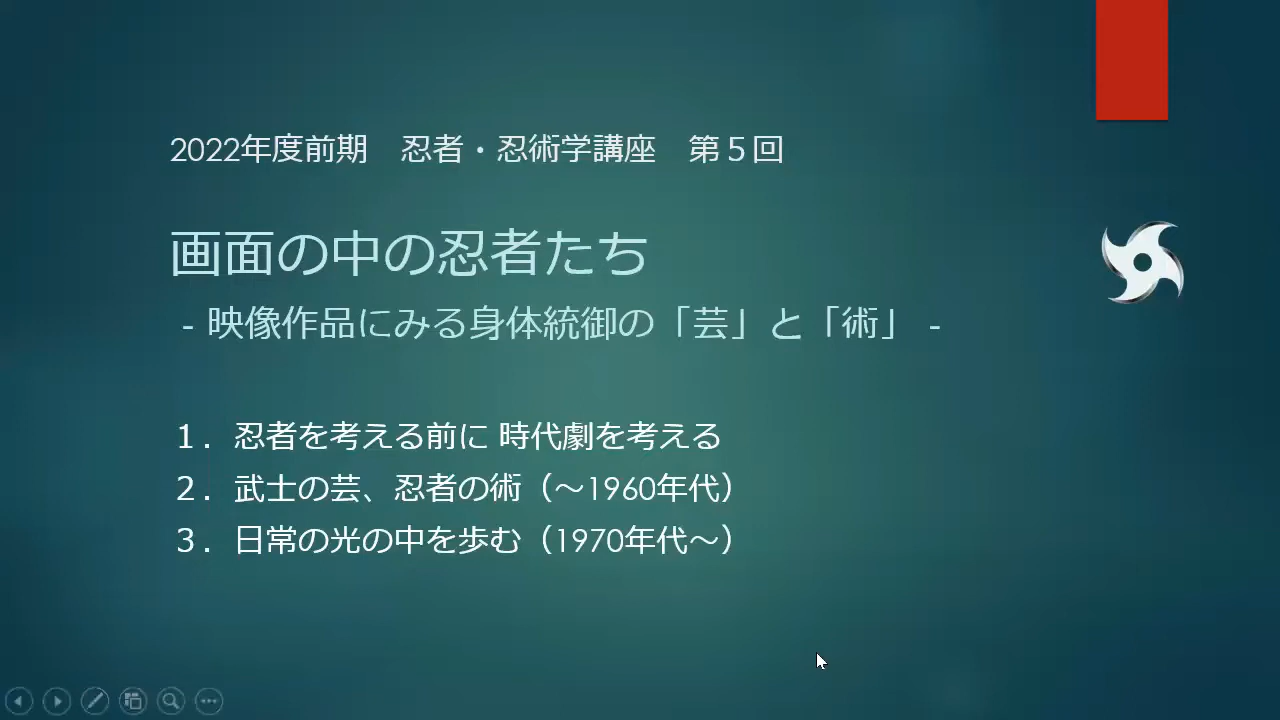 2022年度前期　忍者・忍術学講座　第５回
画面の中の忍者たち
- 映像作品にみる身体統御の「芸」と「術」 -
１．忍者を考える前に 時代劇を考える
２．武士の芸、忍者の術（～1960年代）
３．日常の光の中を歩む（1970年代～）